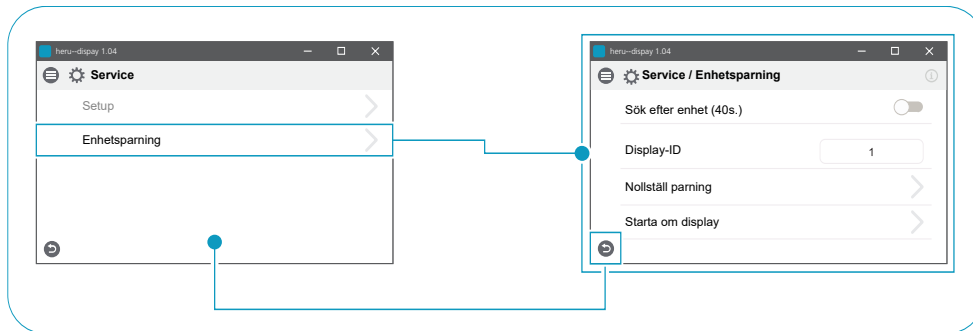 heru--dispay 1.04
Service
Setup
Enhetsparning
heru--dispay 1.04
Service / Enhetsparning
Sök efter enhet (40s.)
Display-ID 1
Nollställ parning
Starta om display